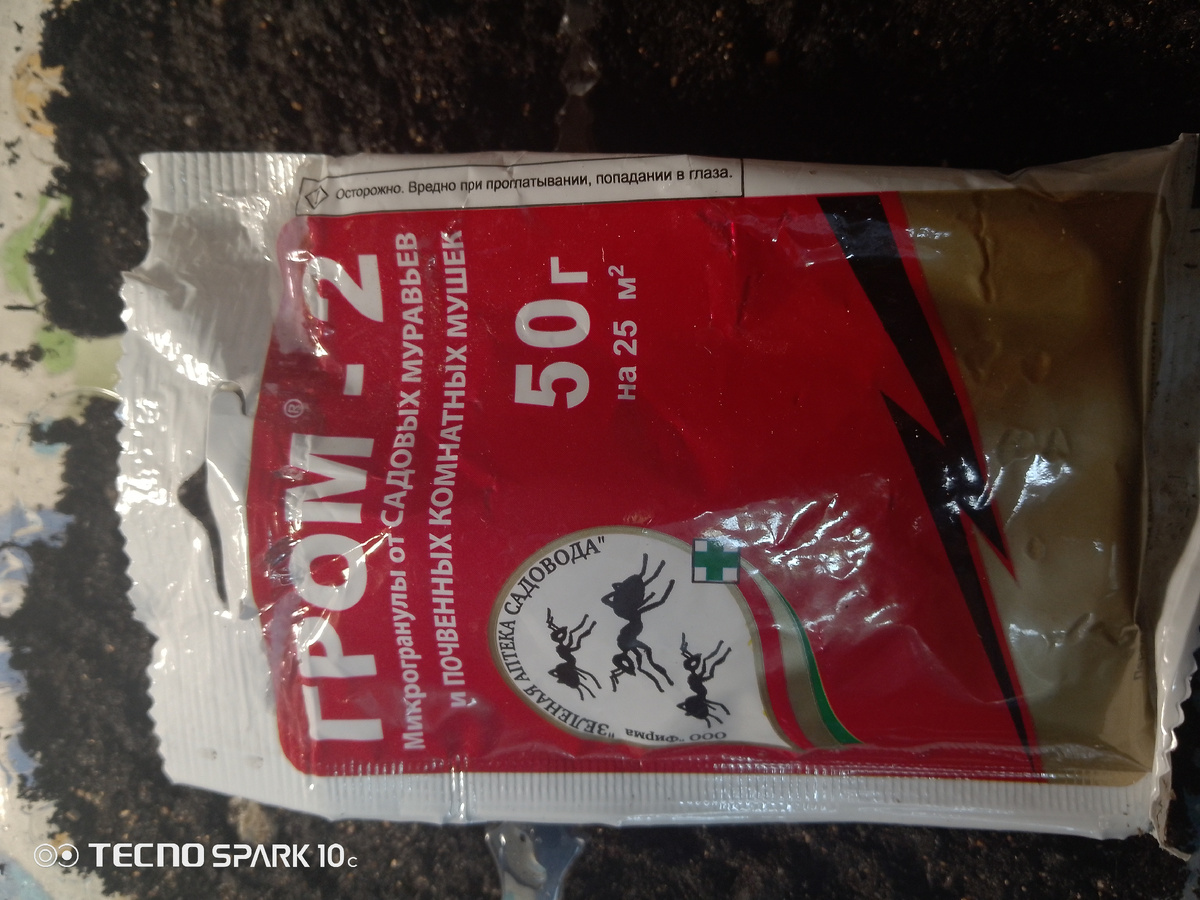 Осторожно. Вредно при проглатывании, попадании в глаза.
ГРОМ - 2 ®
Микрогранулы от САДОВЫХ МУРАВЬЕВ
и ПОЧВЕННЫХ КОМНАТНЫХ МУШЕК
50 г
на 25 м²
ООО "Фирма "ЗЕЛЕНАЯ АПТЕКА САДОВОДА"
TECNO SPARK 10C